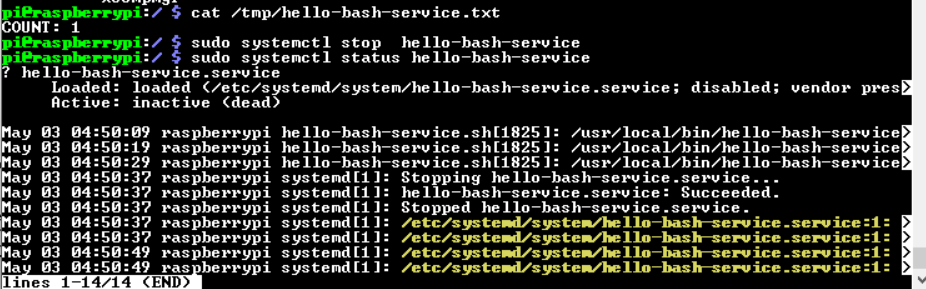 pi@raspberrypi:/ $ cat /tmp/hello-bash-service.txt
COUNT: 1
pi@raspberrypi:/ $ sudo systemctl stop  hello-bash-service
pi@raspberrypi:/ $ sudo systemctl status hello-bash-service
? hello-bash-service.service
     Loaded: loaded (/etc/systemd/system/hello-bash-service.service; disabled; vendor pres>
     Active: inactive (dead)

May 03 04:50:09 raspberrypi hello-bash-service.sh[1825]: /usr/local/bin/hello-bash-service>
May 03 04:50:19 raspberrypi hello-bash-service.sh[1825]: /usr/local/bin/hello-bash-service>
May 03 04:50:29 raspberrypi hello-bash-service.sh[1825]: /usr/local/bin/hello-bash-service>
May 03 04:50:37 raspberrypi systemd[1]: Stopping hello-bash-service.service...
May 03 04:50:37 raspberrypi systemd[1]: hello-bash-service.service: Succeeded.
May 03 04:50:37 raspberrypi systemd[1]: Stopped hello-bash-service.service.
May 03 04:50:37 raspberrypi systemd[1]: /etc/systemd/system/hello-bash-service.service:1: >
May 03 04:50:37 raspberrypi systemd[1]: /etc/systemd/system/hello-bash-service.service:1: >
May 03 04:50:49 raspberrypi systemd[1]: /etc/systemd/system/hello-bash-service.service:1: >
May 03 04:50:49 raspberrypi systemd[1]: /etc/systemd/system/hello-bash-service.service:1: >
lines 1-14/14 (END)